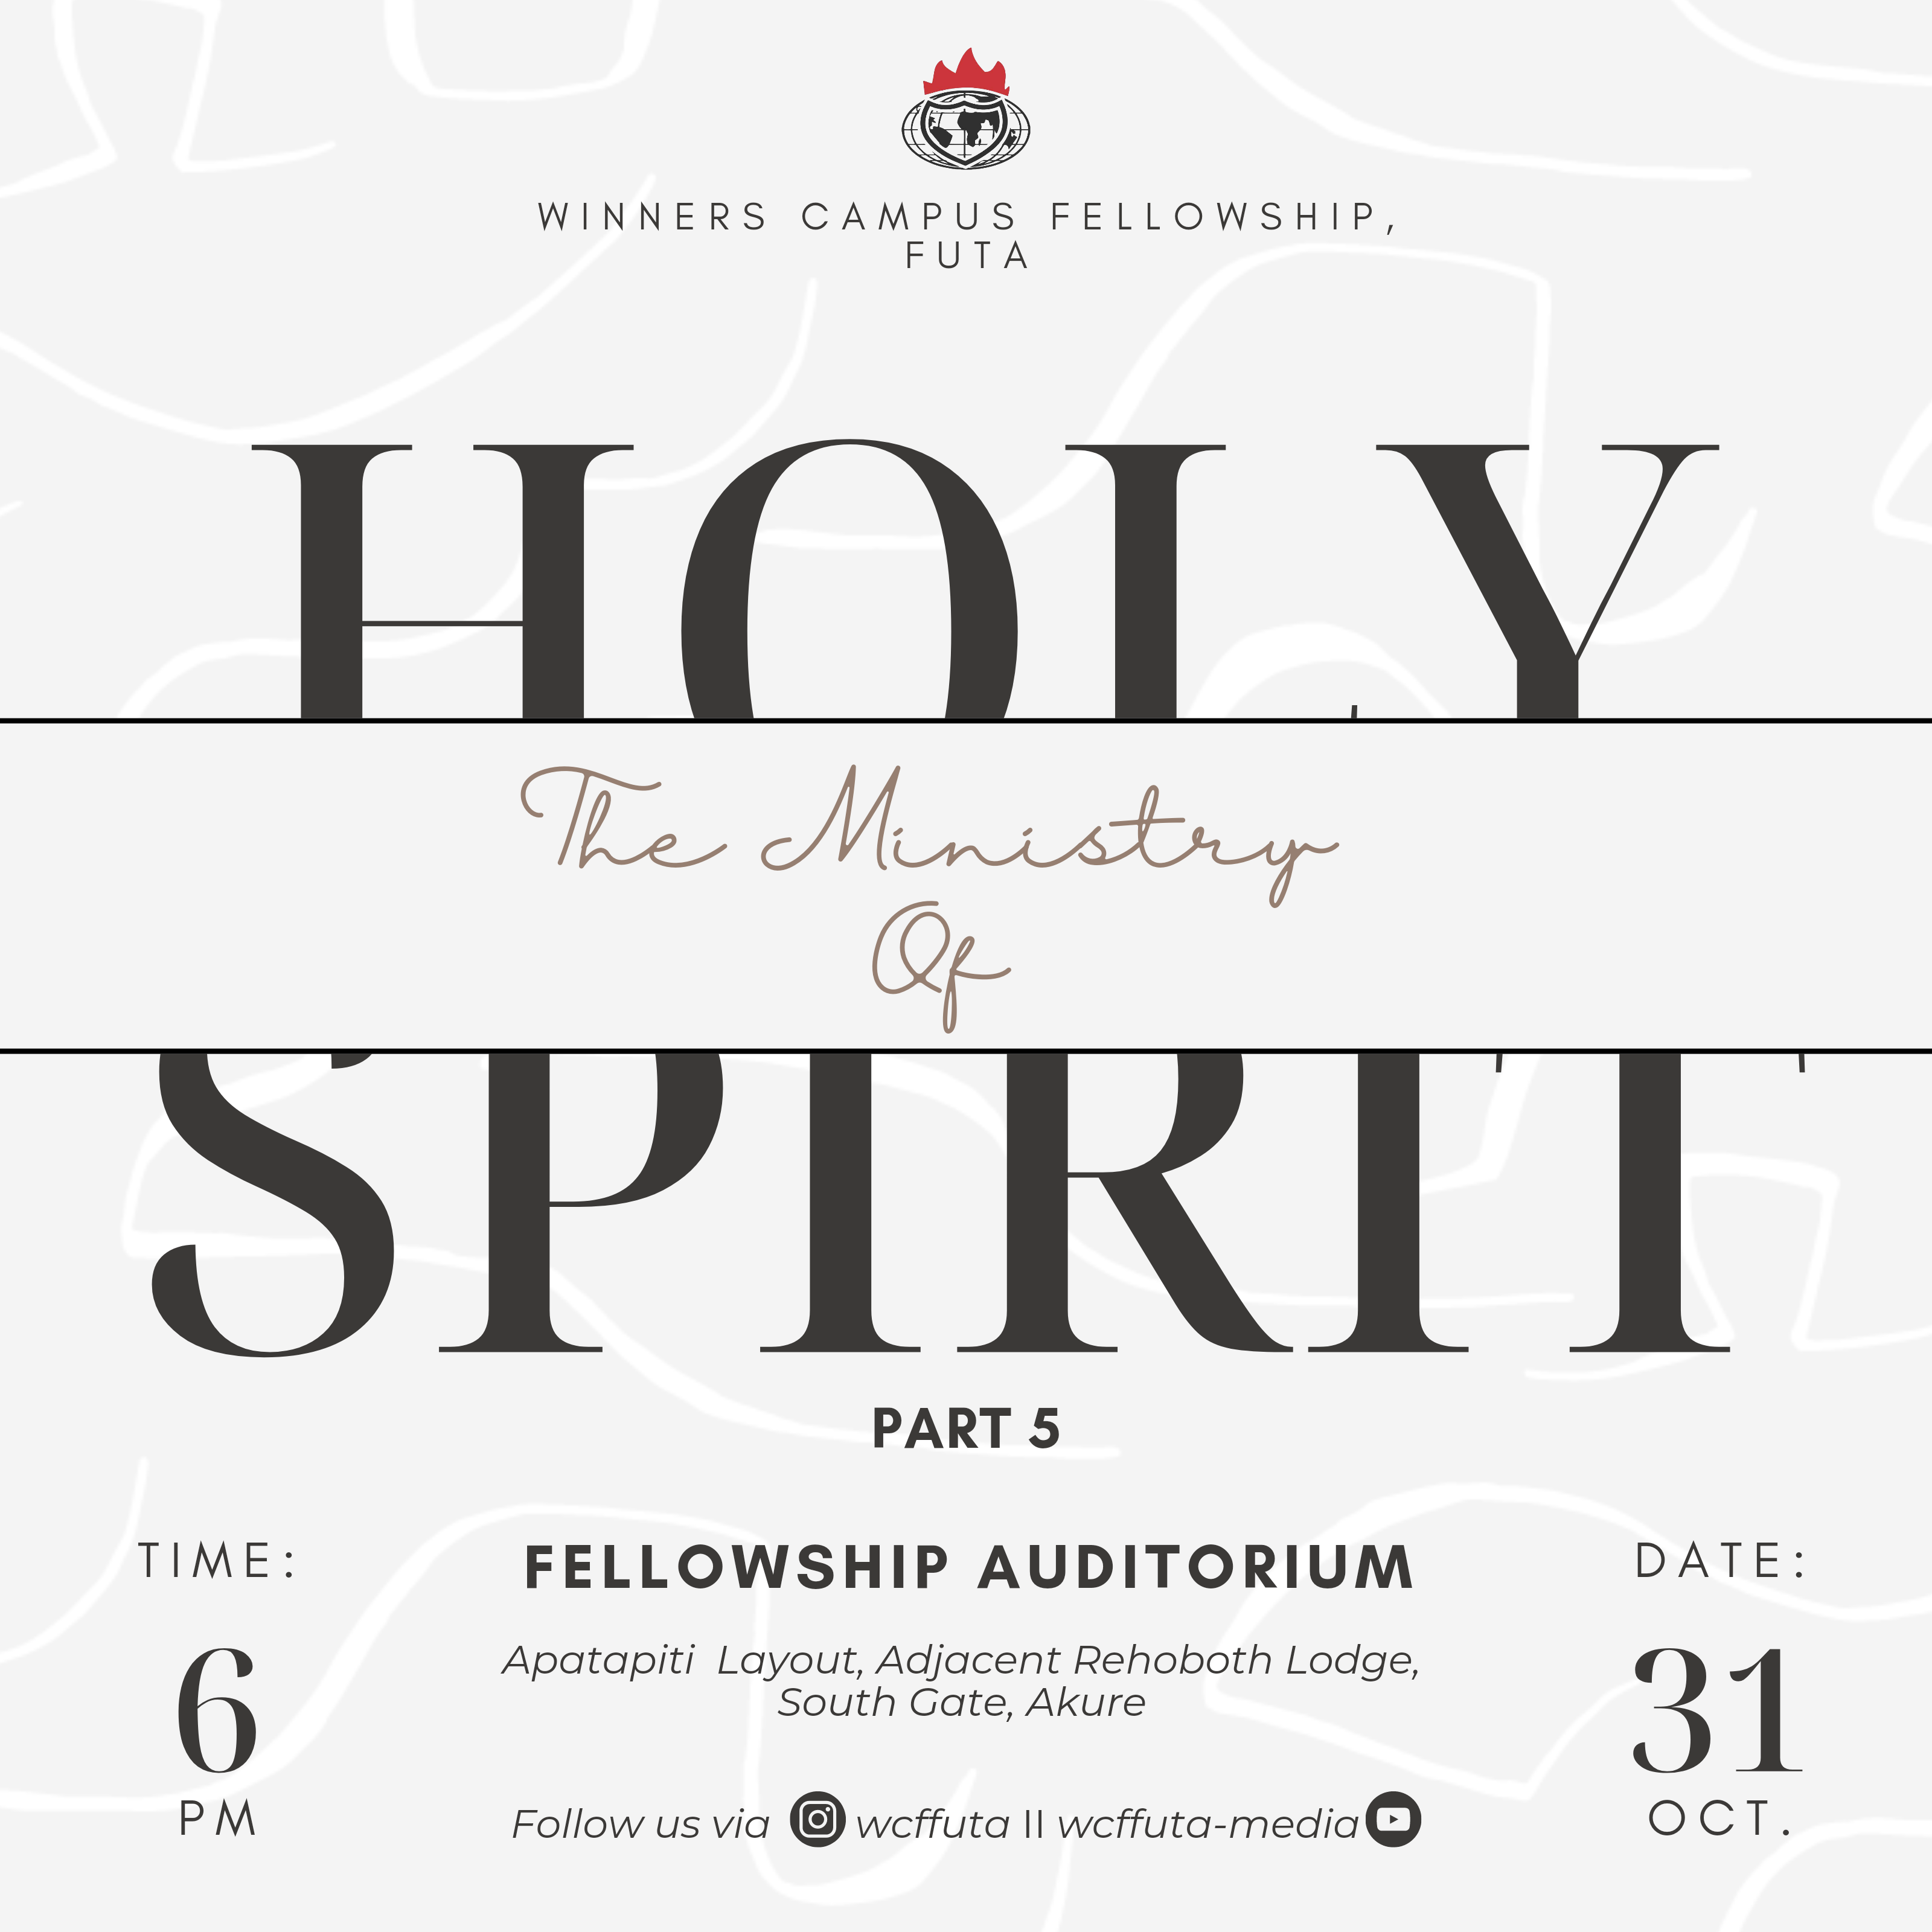 WINNERS CAMPUS FELLOWSHIP,
FUTA
HOLY
The Ministry
Of
SPIRIT
PART 5
TIME:
6
PM
FELLOWSHIP AUDITORIUM
Apatapiti Layout, Adjacent Rehoboth Lodge,
South Gate, Akure
Follow us via wcffuta II wcffuta-media
DATE:
31
OCT.